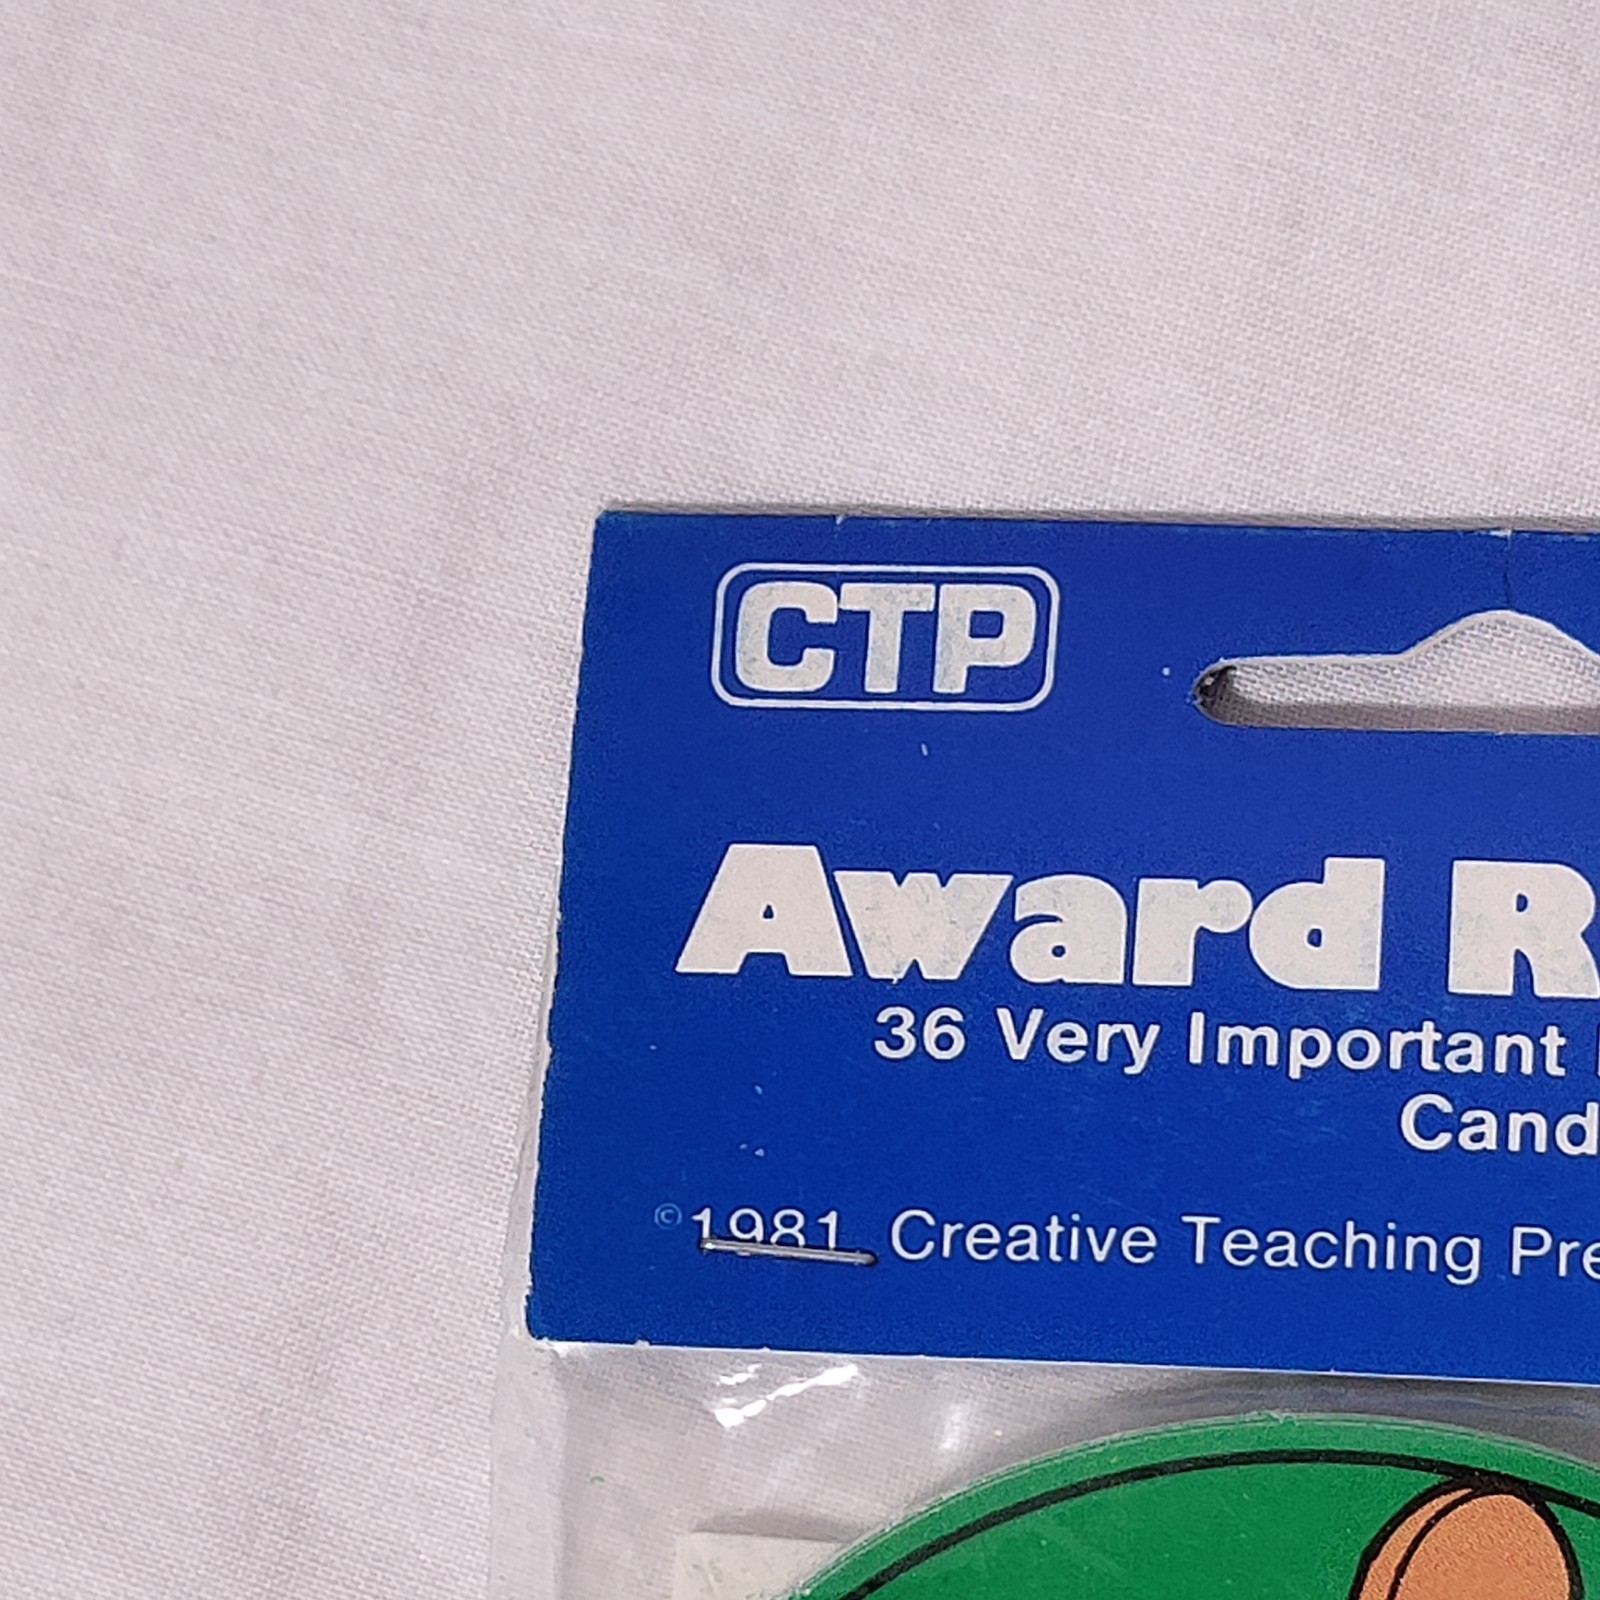 CTP
Award R
36 Very Important
Cand
©1981 Creative Teaching Pre